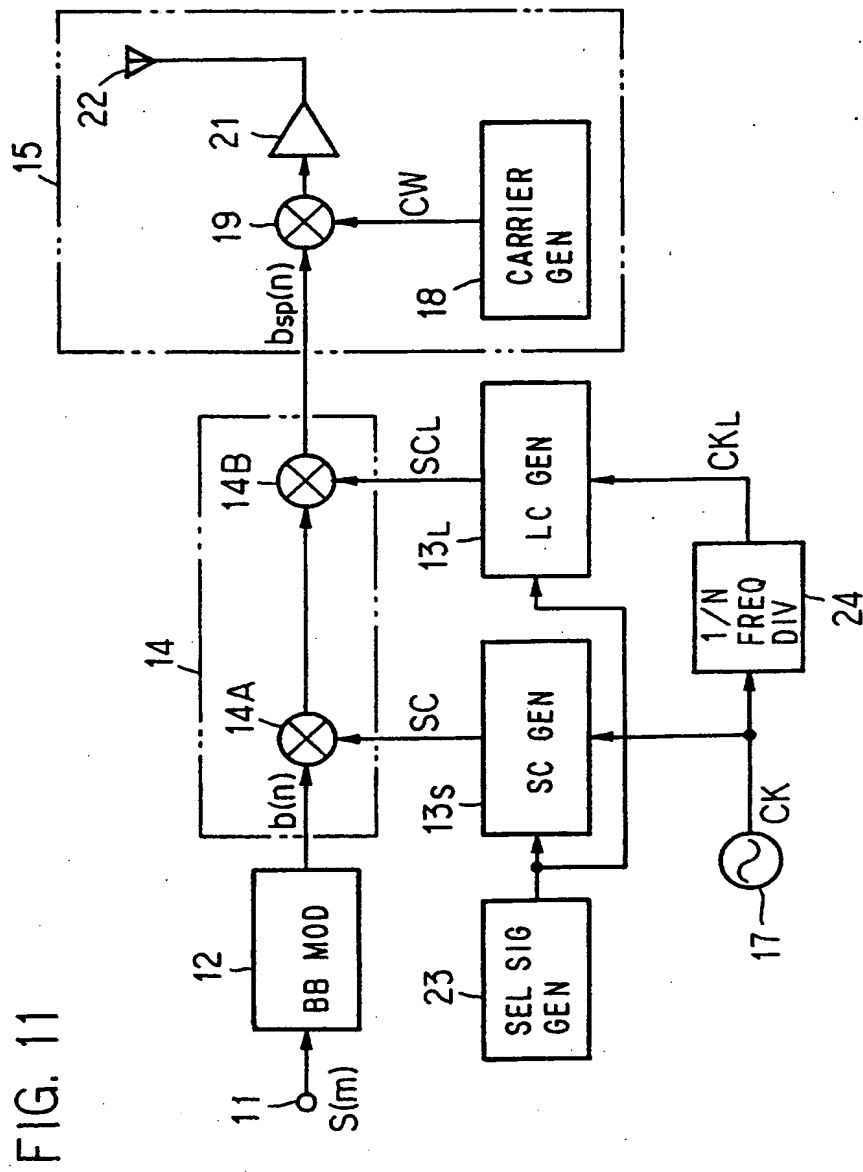 FIG. 11
11
S(m)
12
BB MOD
b(n)
14
14A
14B
bsp(n)
15
19
21
22
CW
18
CARRIER
GEN
SC
SCL
13S
SC GEN
13L
LC GEN
23
SEL SIG
GEN
17
CK
CKL
1/N
FREQ
DIV
24